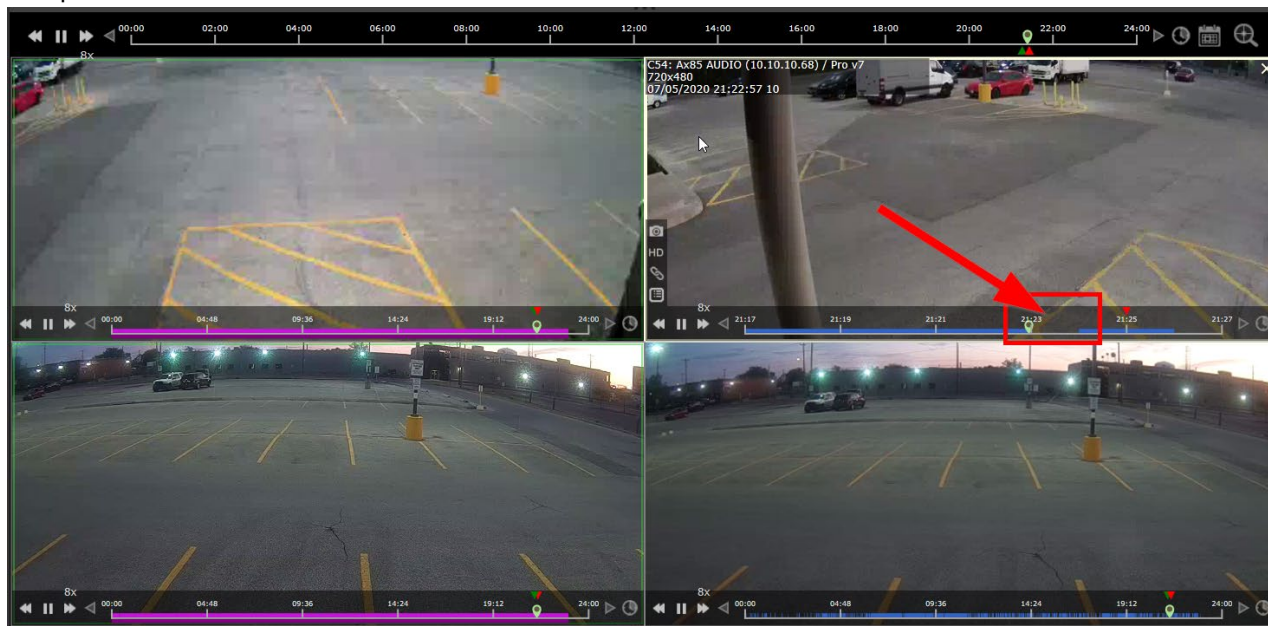 00:00 02:00 04:00 06:00 08:00 10:00 12:00 14:00 16:00 18:00 20:00 22:00 24:00
8x
C54: Ax85 AUDIO (10.10.10.68) / Pro v7
720x480
07/05/2020 21:22:57 10
HD
8x
00:00 04:48 09:36 14:24 19:12 24:00
8x
21:17 21:19 21:21 21:23 21:25 21:27
8x
00:00 04:48 09:36 14:24 19:12 24:00
8x
00:00 04:48 09:36 14:24 19:12 24:00